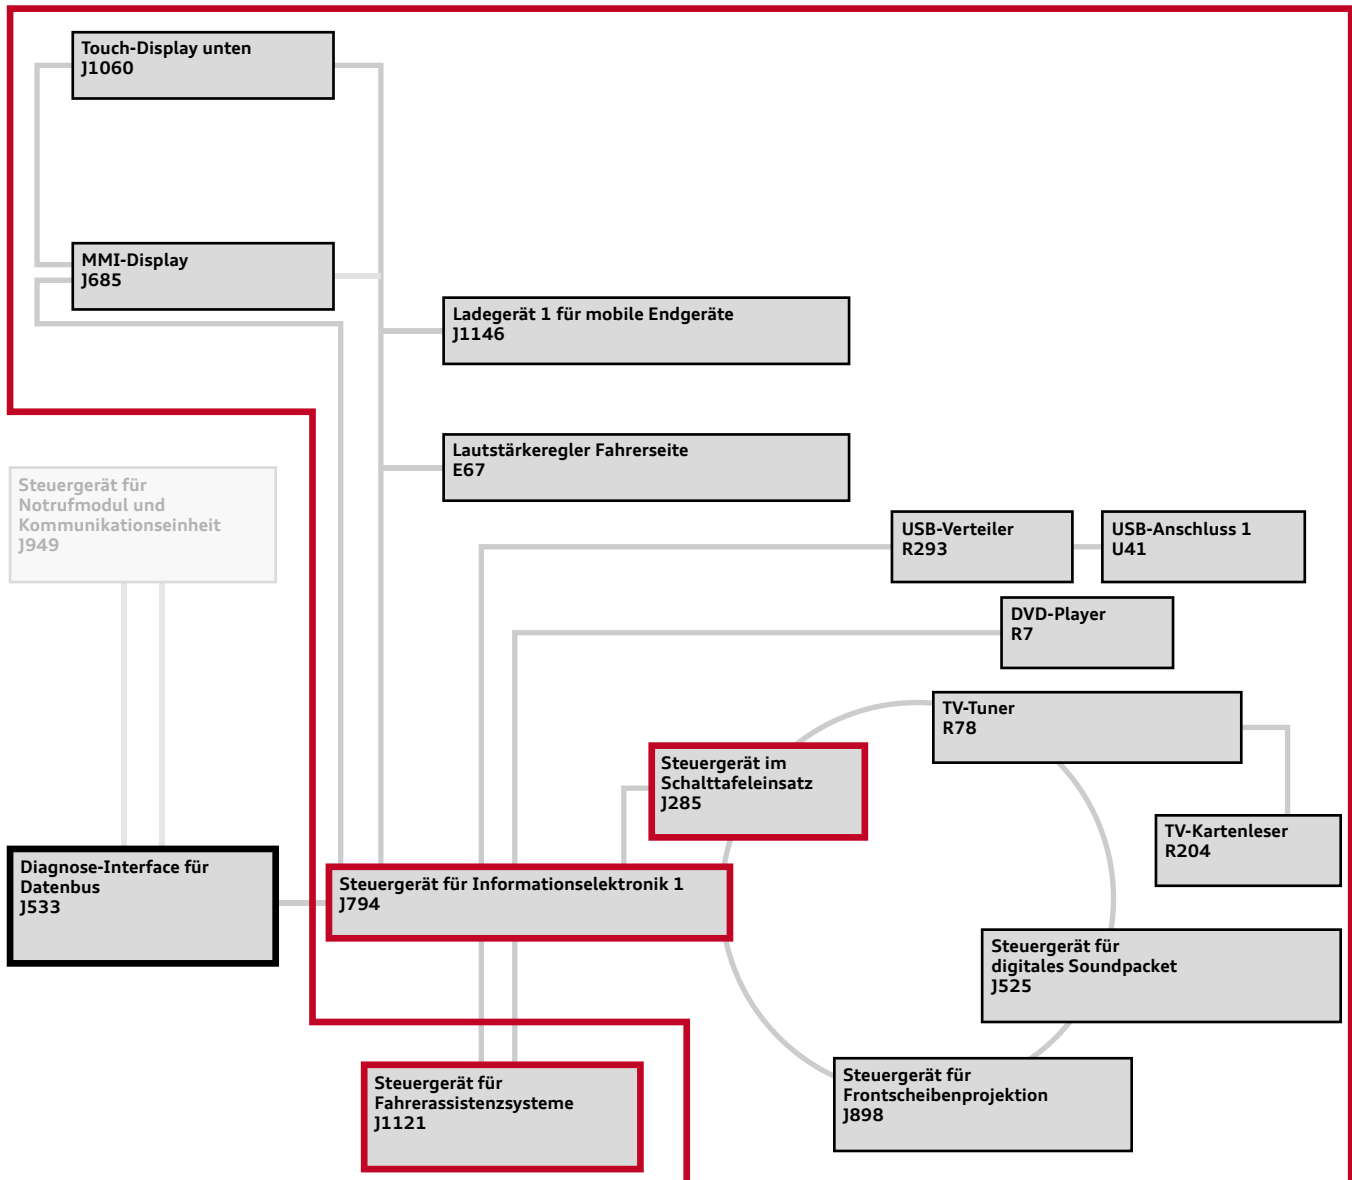 Touch-Display unten
J1060
MMI-Display
J685
Ladegerät 1 für mobile Endgeräte
J1146
Lautstärkeregler Fahrerseite
E67
Steuergerät für
Notrufmodul und
Kommunikationseinheit
J949
USB-Verteiler
R293
USB-Anschluss 1
U41
DVD-Player
R7
TV-Tuner
R78
Steuergerät im
Schalttafeleinsatz
J285
TV-Kartenleser
R204
Diagnose-Interface für
Datenbus
J533
Steuergerät für Informationselektronik 1
J794
Steuergerät für
digitales Soundpacket
J525
Steuergerät für
Fahrerassistenzsysteme
J1121
Steuergerät für
Frontscheibenprojektion
J898